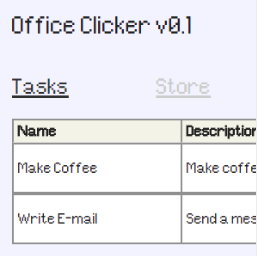 Office Clicker v0.1
Tasks Store
Name Description
Make Coffee Make coffe
Write E-mail Send a mes